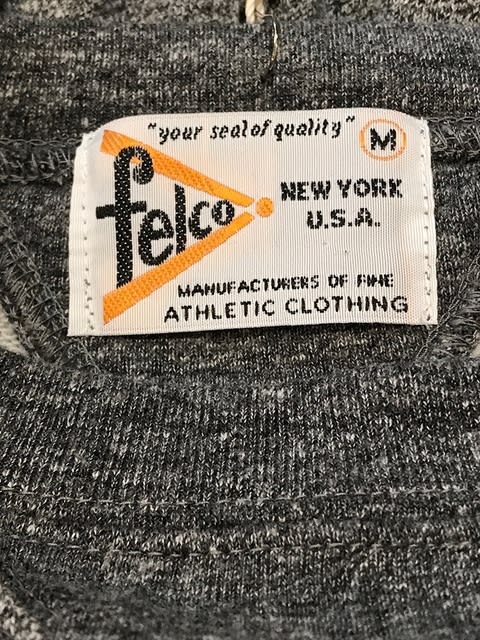 "your seal of quality" M
felco
NEW YORK
U.S.A.
MANUFACTURERS OF FINE
ATHLETIC CLOTHING